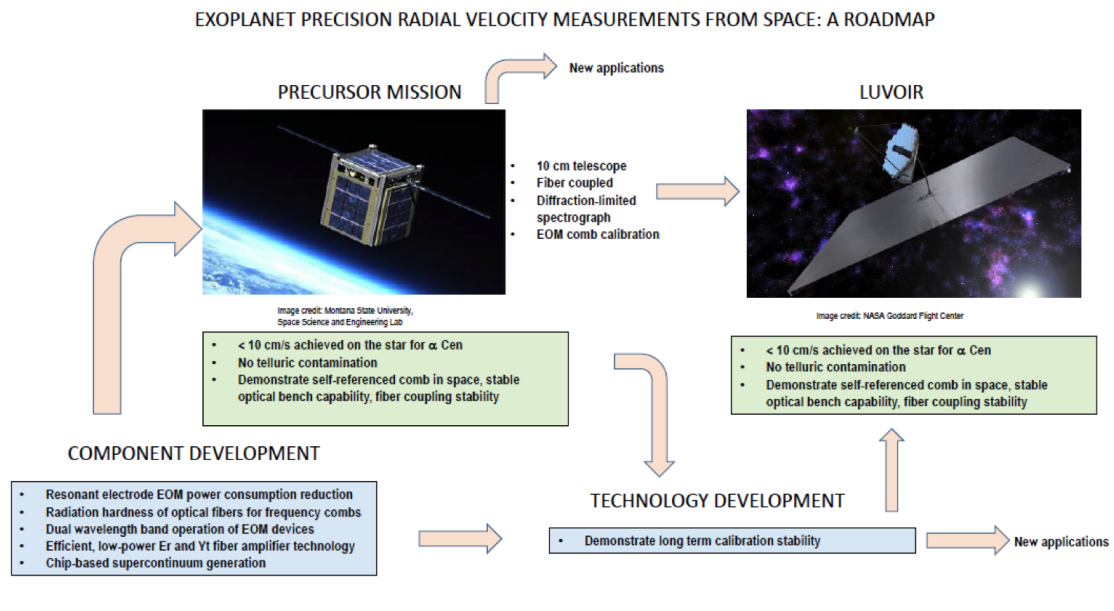 EXOPLANET PRECISION RADIAL VELOCITY MEASUREMENTS FROM SPACE: A ROADMAP
New applications
PRECURSOR MISSION
LUVOIR
• 10 cm telescope
• Fiber coupled
• Diffraction-limited
spectrograph
• EOM comb calibration
Image credit: Montana State University,
Space Science and Engineering Lab
Image credit: NASA Goddard Flight Center
• < 10 cm/s achieved on the star for α Cen
• No telluric contamination
• Demonstrate self-referenced comb in space, stable
optical bench capability, fiber coupling stability
• < 10 cm/s achieved on the star for α Cen
• No telluric contamination
• Demonstrate self-referenced comb in space, stable
optical bench capability, fiber coupling stability
COMPONENT DEVELOPMENT
• Resonant electrode EOM power consumption reduction
• Radiation hardness of optical fibers for frequency combs
• Dual wavelength band operation of EOM devices
• Efficient, low-power Er and Yt fiber amplifier technology
• Chip-based supercontinuum generation
TECHNOLOGY DEVELOPMENT
• Demonstrate long term calibration stability
New applications